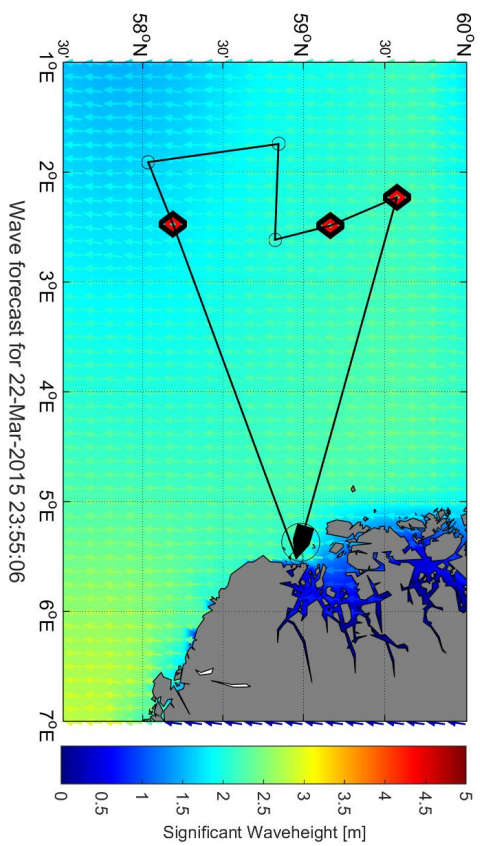 58°N
59°N
60°N
30'
30'
30'
1°E
2°E
3°E
4°E
5°E
6°E
7°E
Wave forecast for 22-Mar-2015 23:55:06
0
0.5
1
1.5
2
2.5
3
3.5
4
4.5
5
Significant Waveheight [m]